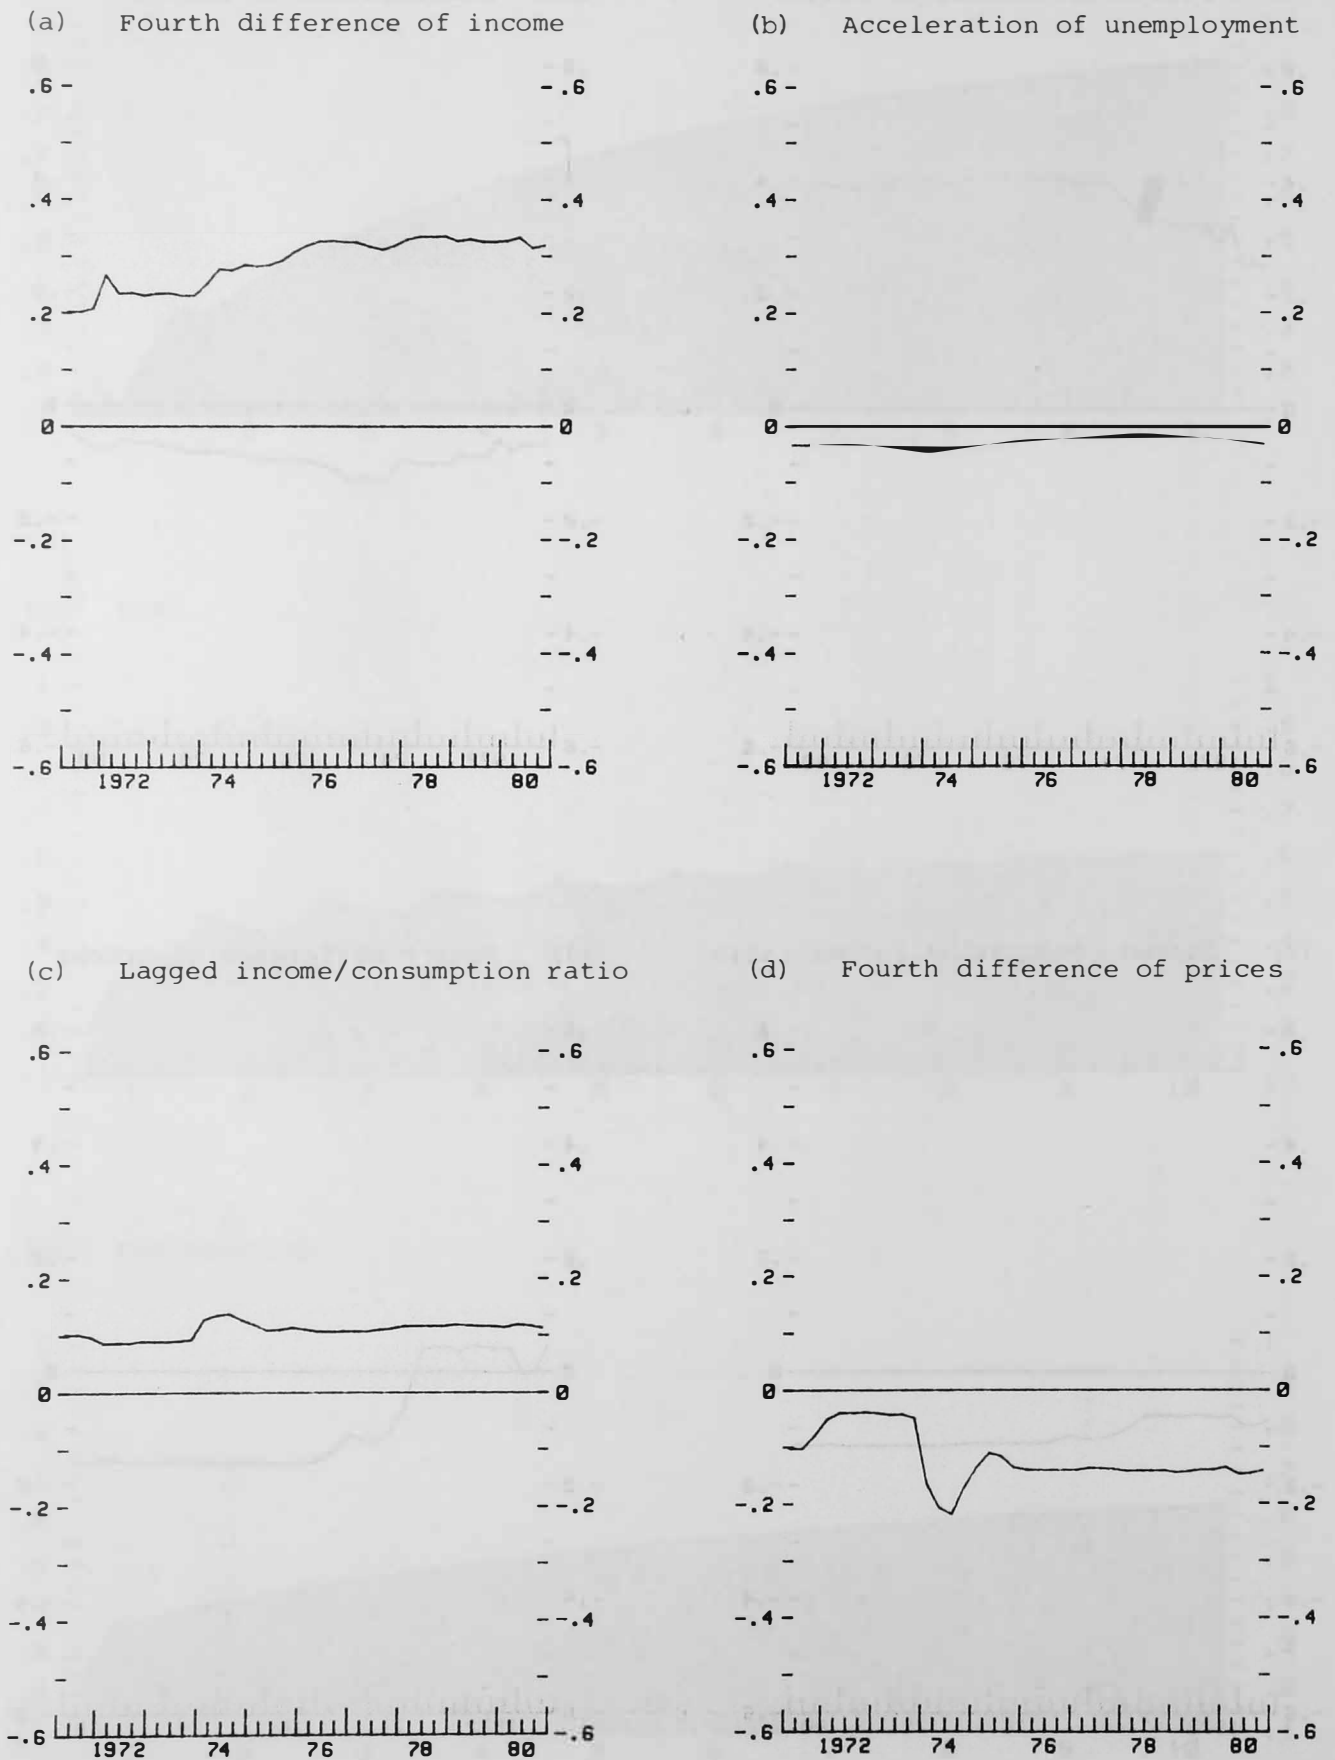 (a) Fourth difference of income
.6 - - .6
.4 - - .4
.2 - - .2
0 0
-.2 - --.2
-.4 - --.4
-.6 -.6
1972 74 76 78 80
(b) Acceleration of unemployment
.6 - - .6
.4 - - .4
.2 - - .2
0 0
-.2 - --.2
-.4 - --.4
-.6 -.6
1972 74 76 78 80
(c) Lagged income/consumption ratio
.6 - - .6
.4 - - .4
.2 - - .2
0 0
-.2 - --.2
-.4 - --.4
-.6 -.6
1972 74 76 78 80
(d) Fourth difference of prices
.6 - - .6
.4 - - .4
.2 - - .2
0 0
-.2 - --.2
-.4 - --.4
-.6 -.6
1972 74 76 78 80